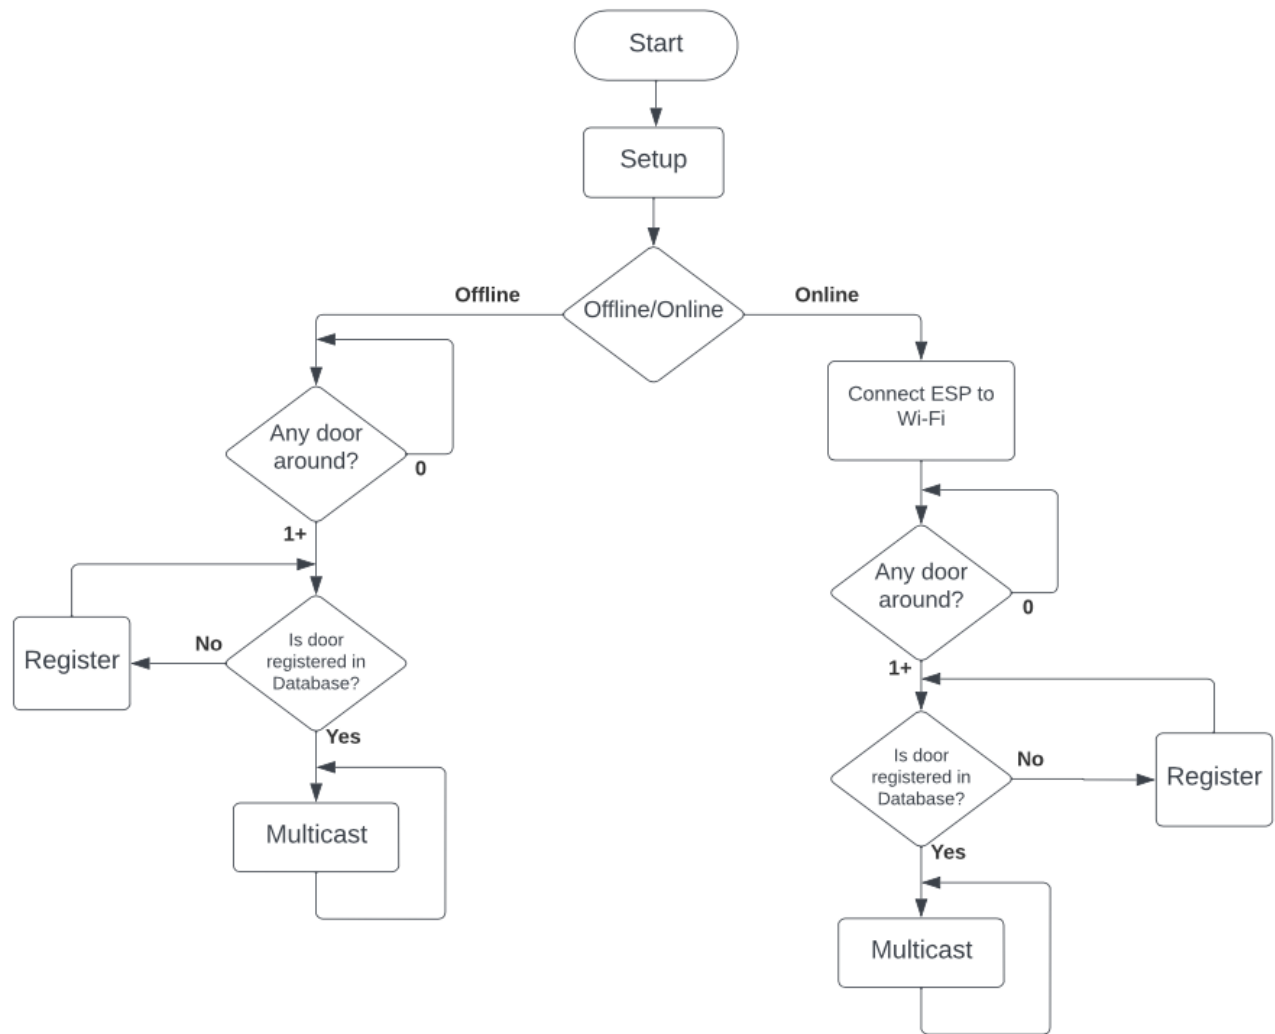 Start
Setup
Offline
Offline/Online
Online
Any door
around?
0
1+
Is door
registered in
Database?
No
Register
Yes
Multicast
Connect ESP to
Wi-Fi
Any door
around?
0
1+
Is door
registered in
Database?
No
Register
Yes
Multicast